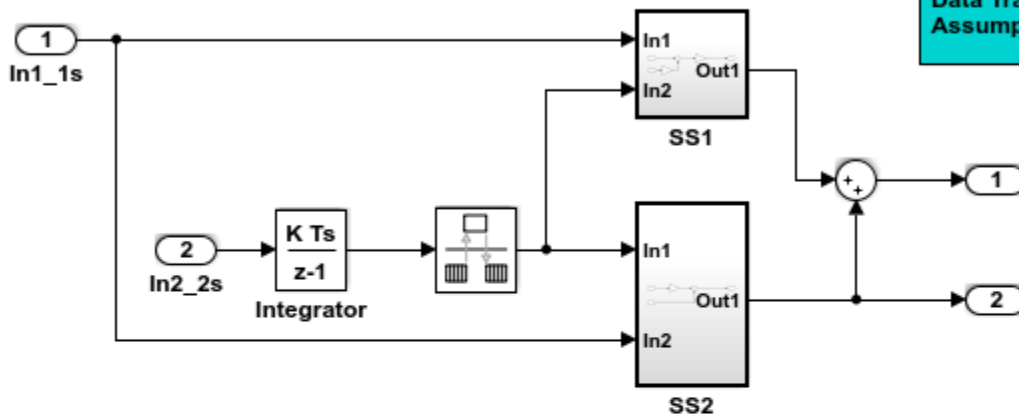 Data Tra
Assump
1
In1_1s
In1
In2
Out1
SS1
2
In2_2s
K Ts
z-1
Integrator
In1
Out1
In2
SS2
+
+
1
2